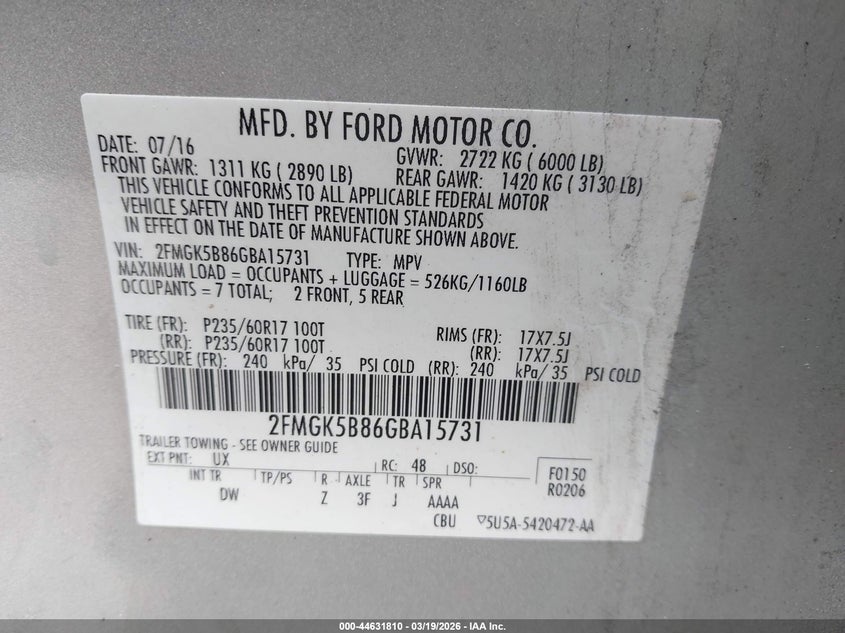 MFD. BY FORD MOTOR CO.
DATE: 07/16 GVWR: 2722 KG ( 6000 LB)
FRONT GAWR: 1311 KG ( 2890 LB) REAR GAWR: 1420 KG ( 3130 LB)
THIS VEHICLE CONFORMS TO ALL APPLICABLE FEDERAL MOTOR
VEHICLE SAFETY AND THEFT PREVENTION STANDARDS
IN EFFECT ON THE DATE OF MANUFACTURE SHOWN ABOVE.
VIN: 2FMGK5B86GBA15731 TYPE: MPV
MAXIMUM LOAD = OCCUPANTS + LUGGAGE = 526KG/1160LB
OCCUPANTS = 7 TOTAL; 2 FRONT, 5 REAR
TIRE (FR): P235/60R17 100T RIMS (FR): 17X7.5J
(RR): P235/60R17 100T (RR): 17X7.5J
PRESSURE (FR): 240 kPa/ 35 PSI COLD (RR): 240 kPa/ 35 PSI COLD
2FMGK5B86GBA15731
TRAILER TOWING - SEE OWNER GUIDE
EXT PNT: UX RC: 48 DSO: F0150
INT TR TP/PS R AXLE TR SPR R0206
DW Z 3F J AAAA
CBU ▽5U5A-5420472-AA
000-44631810 - 03/19/2026 - IAA Inc.